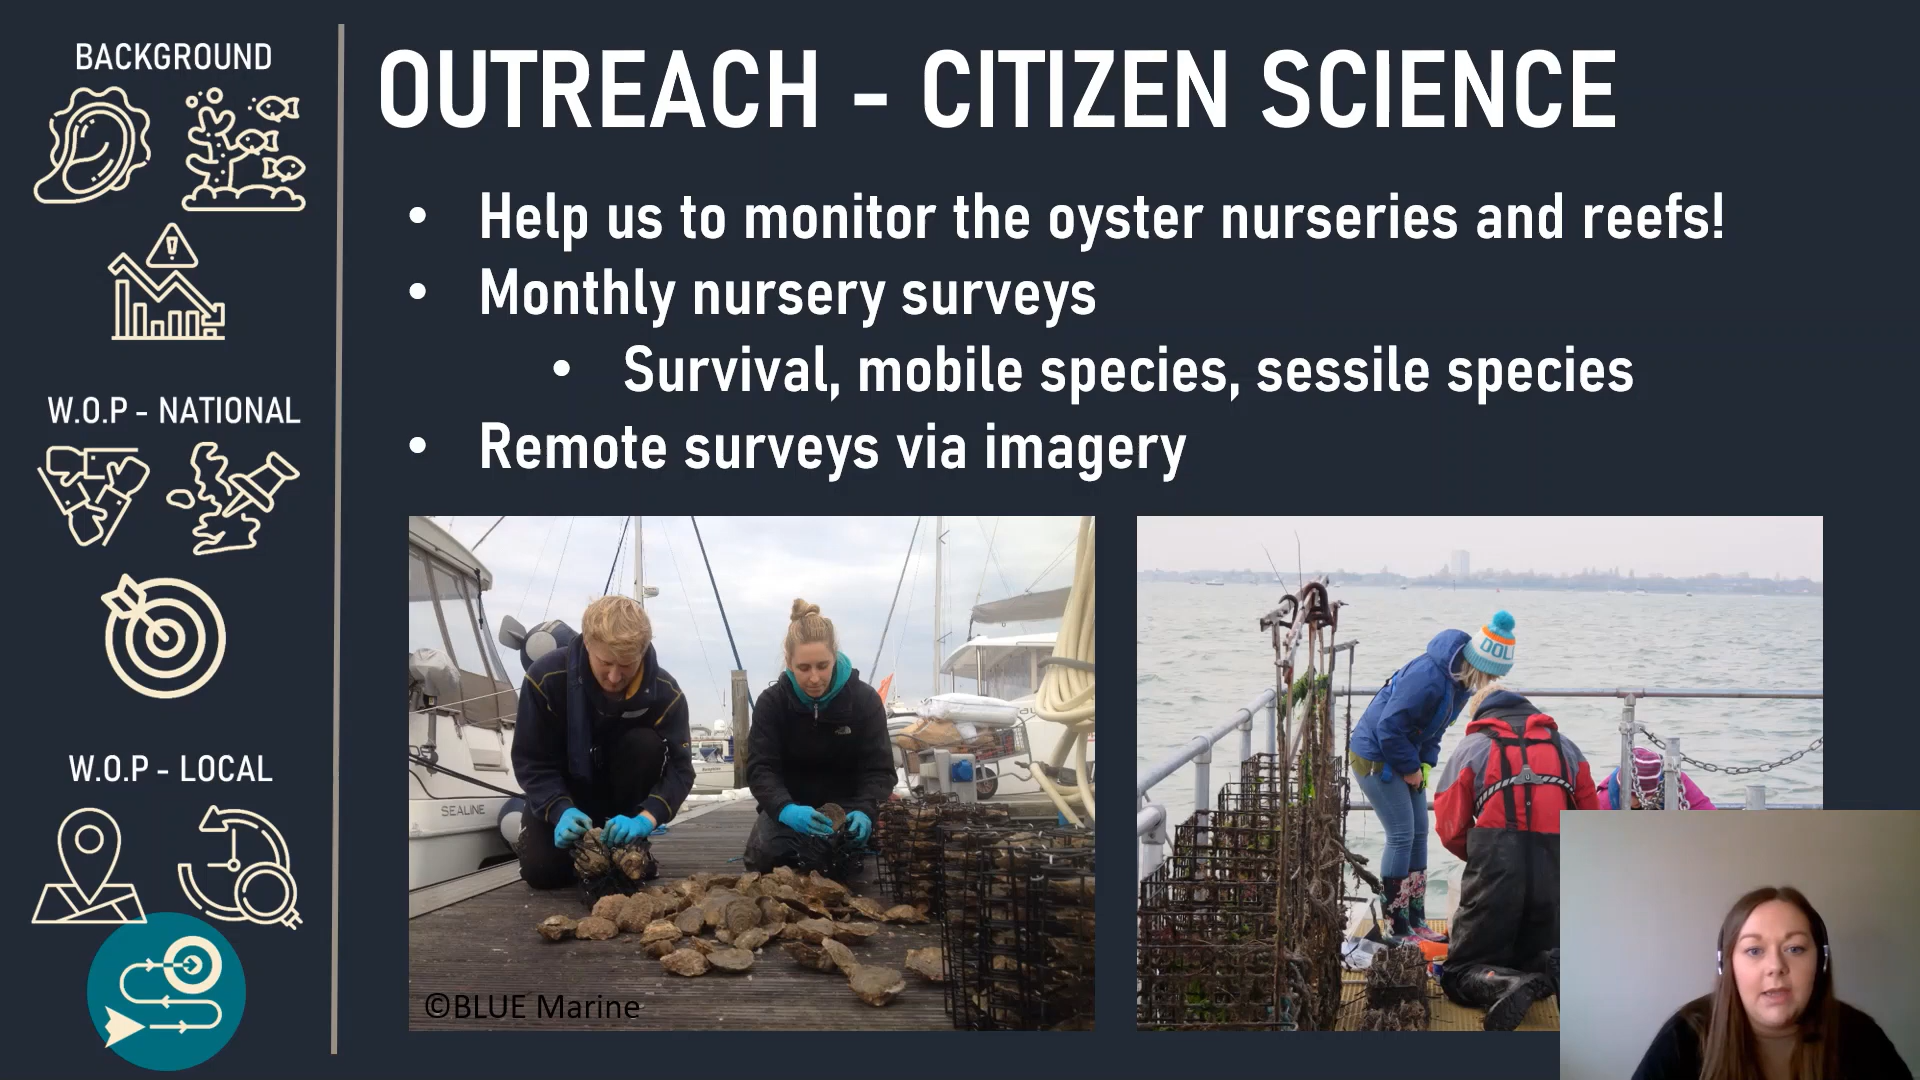 BACKGROUND
W.O.P - NATIONAL
W.O.P - LOCAL
OUTREACH - CITIZEN SCIENCE
• Help us to monitor the oyster nurseries and reefs!
• Monthly nursery surveys
• Survival, mobile species, sessile species
• Remote surveys via imagery
SEALINE
©BLUE Marine
DOL